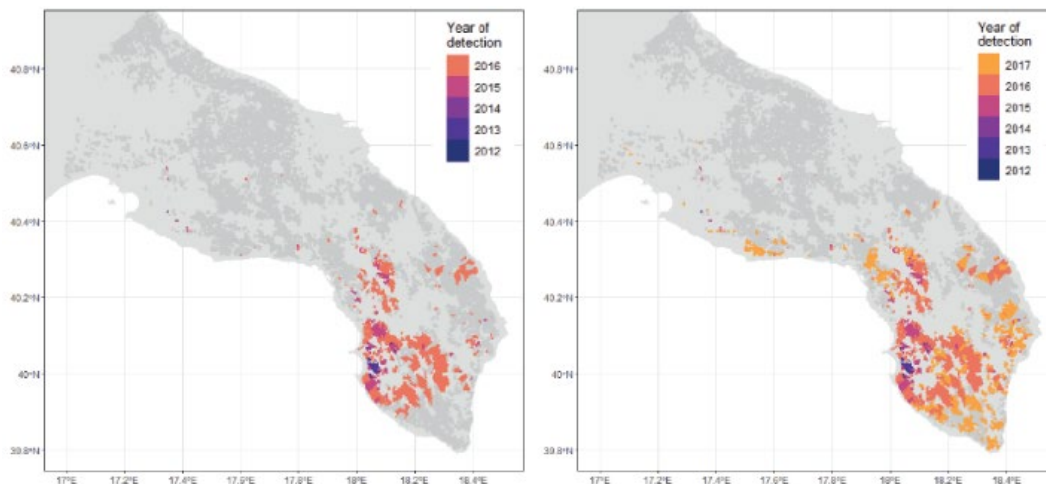 Year of
detection
2016
2015
2014
2013
2012
40.8°N
40.6°N
40.4°N
40.2°N
40°N
39.8°N
17°E
17.2°E
17.4°E
17.6°E
17.8°E
18°E
18.2°E
18.4°E
Year of
detection
2017
2016
2015
2014
2013
2012
40.8°N
40.6°N
40.4°N
40.2°N
40°N
39.8°N
17°E
17.2°E
17.4°E
17.6°E
17.8°E
18°E
18.2°E
18.4°E